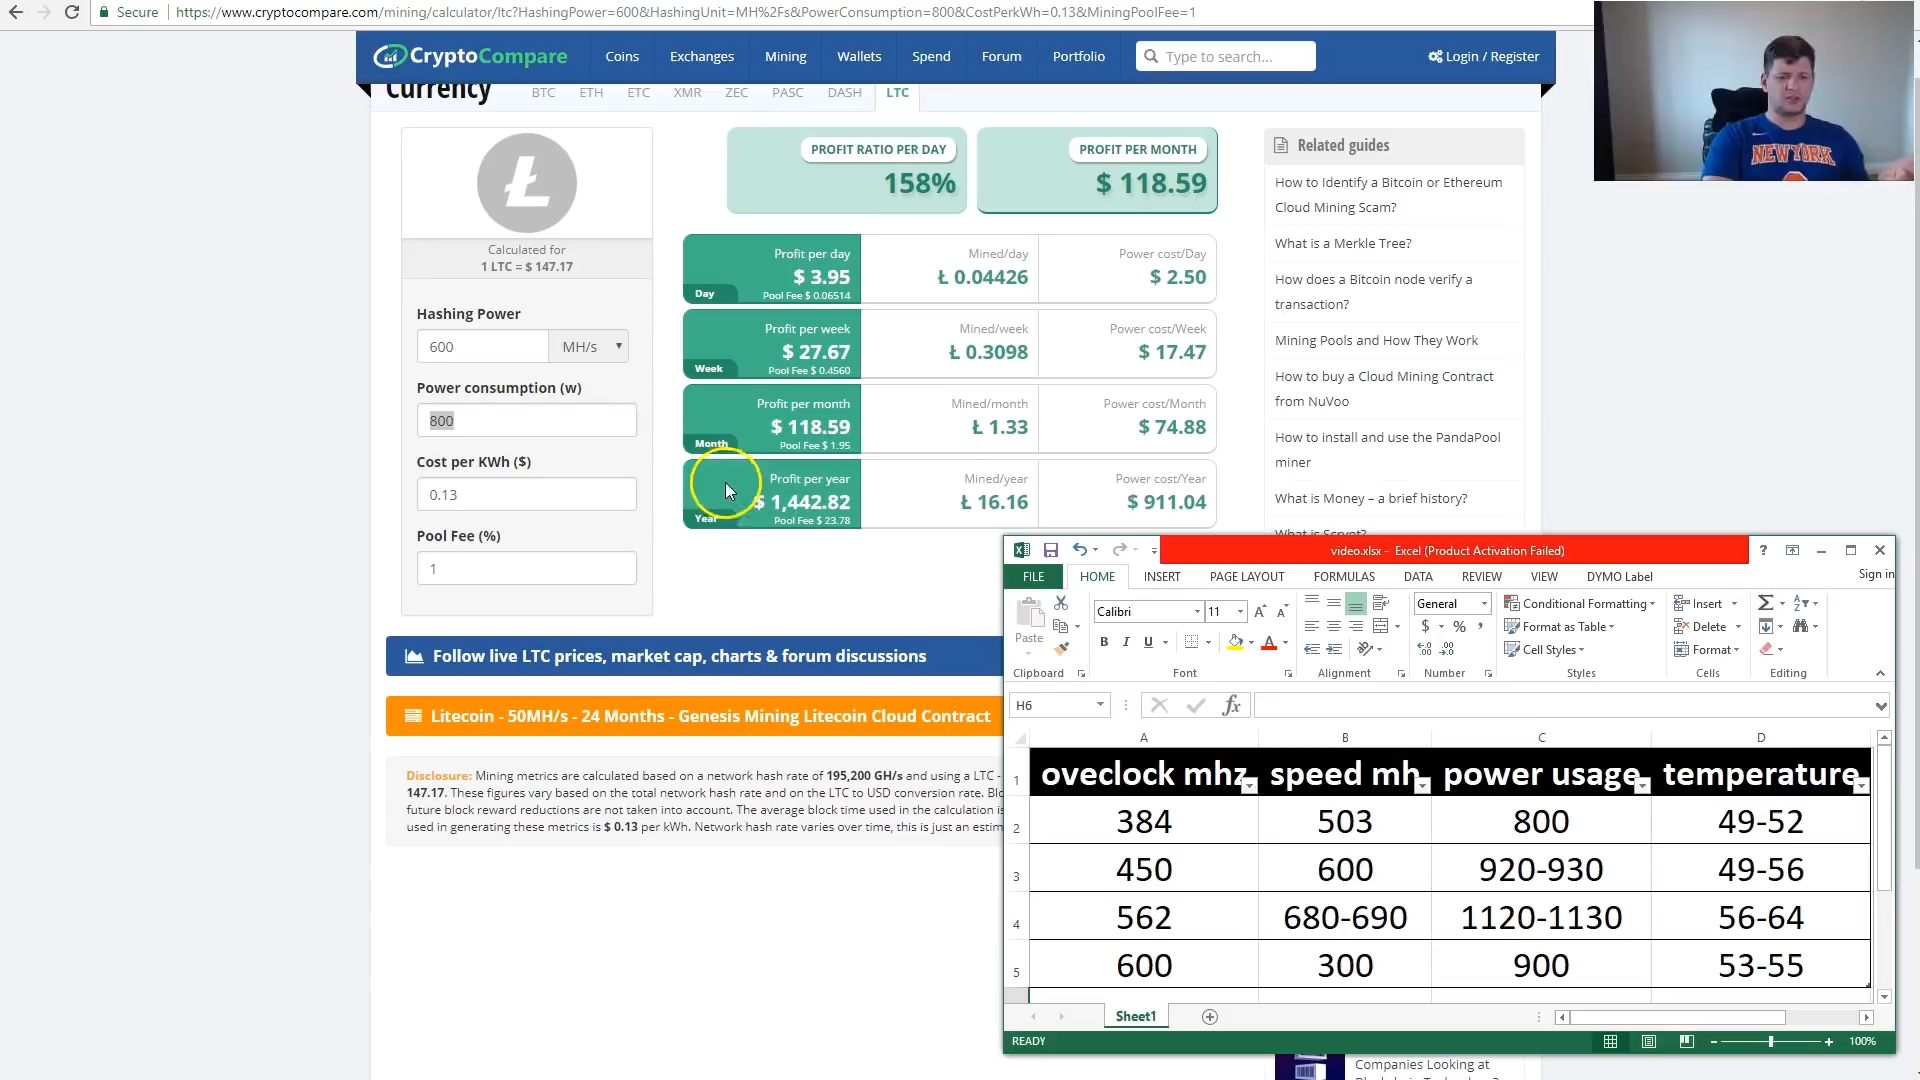 Secure
https://www.cryptocompare.com/mining/calculator/ltc?HashingPower=600&HashingUnit=MH%2Fs&PowerConsumption=800&CostPerkWh=0.13&MiningPoolFee=1
CryptoCompare Coins Exchanges Mining Wallets Spend Forum Portfolio Type to search... Login / Register
Currency BTC ETH ETC XMR ZEC PASC DASH LTC
Calculated for
1 LTC = $ 147.17
Hashing Power
600 MH/s
Power consumption (w)
800
Cost per KWh ($)
0.13
Pool Fee (%)
1
PROFIT RATIO PER DAY
158%
PROFIT PER MONTH
$ 118.59
Profit per day Mined/day Power cost/Day
$ 3.95 Ł 0.04426 $ 2.50
Day Pool Fee $ 0.06514
Profit per week Mined/week Power cost/Week
$ 27.67 Ł 0.3098 $ 17.47
Week Pool Fee $ 0.4560
Profit per month Mined/month Power cost/Month
$ 118.59 Ł 1.33 $ 74.88
Month Pool Fee $ 1.95
Profit per year Mined/year Power cost/Year
$ 1,442.82 Ł 16.16 $ 911.04
Year Pool Fee $ 23.78
Related guides
How to Identify a Bitcoin or Ethereum
Cloud Mining Scam?
What is a Merkle Tree?
How does a Bitcoin node verify a
transaction?
Mining Pools and How They Work
How to buy a Cloud Mining Contract
from NuVoo
How to install and use the PandaPool
miner
What is Money – a brief history?
What is Scrypt?
NEW YORK
Follow live LTC prices, market cap, charts & forum discussions
Litecoin - 50MH/s - 24 Months - Genesis Mining Litecoin Cloud Contract
Disclosure: Mining metrics are calculated based on a network hash rate of 195,200 GH/s and using a LTC -
147.17. These figures vary based on the total network hash rate and on the LTC to USD conversion rate.
future block reward reductions are not taken into account. The average block time used in the calculation is
used in generating these metrics is $ 0.13 per kWh. Network hash rate varies over time, this is just an
video.xlsx - Excel (Product Activation Failed)
FILE HOME INSERT PAGE LAYOUT FORMULAS DATA REVIEW VIEW DYMO Label Sign in
Paste
Calibri 11
B I U
General
$ % ,
Conditional Formatting
Format as Table
Cell Styles
Insert
Delete
Format
Clipboard Font Alignment Number Styles Cells Editing
H6 fx
A B C D
1 oveclock mhz speed mh power usage temperature
2 384 503 800 49-52
3 450 600 920-930 49-56
4 562 680-690 1120-1130 56-64
5 600 300 900 53-55
Sheet1
READY 100%
Companies Looking at